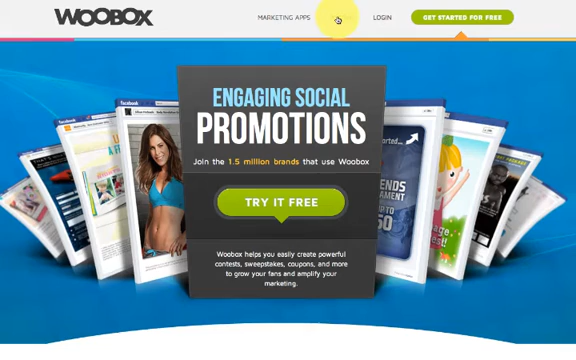 WOOBOX
MARKETING APPS
LOGIN
GET STARTED FOR FREE
ENGAGING SOCIAL
PROMOTIONS
Join the 1.5 million brands that use Woobox
TRY IT FREE
Woobox helps you easily create powerful
contests, sweepstakes, coupons, and more
to grow your fans and amplify your
marketing.
facebook
facebook